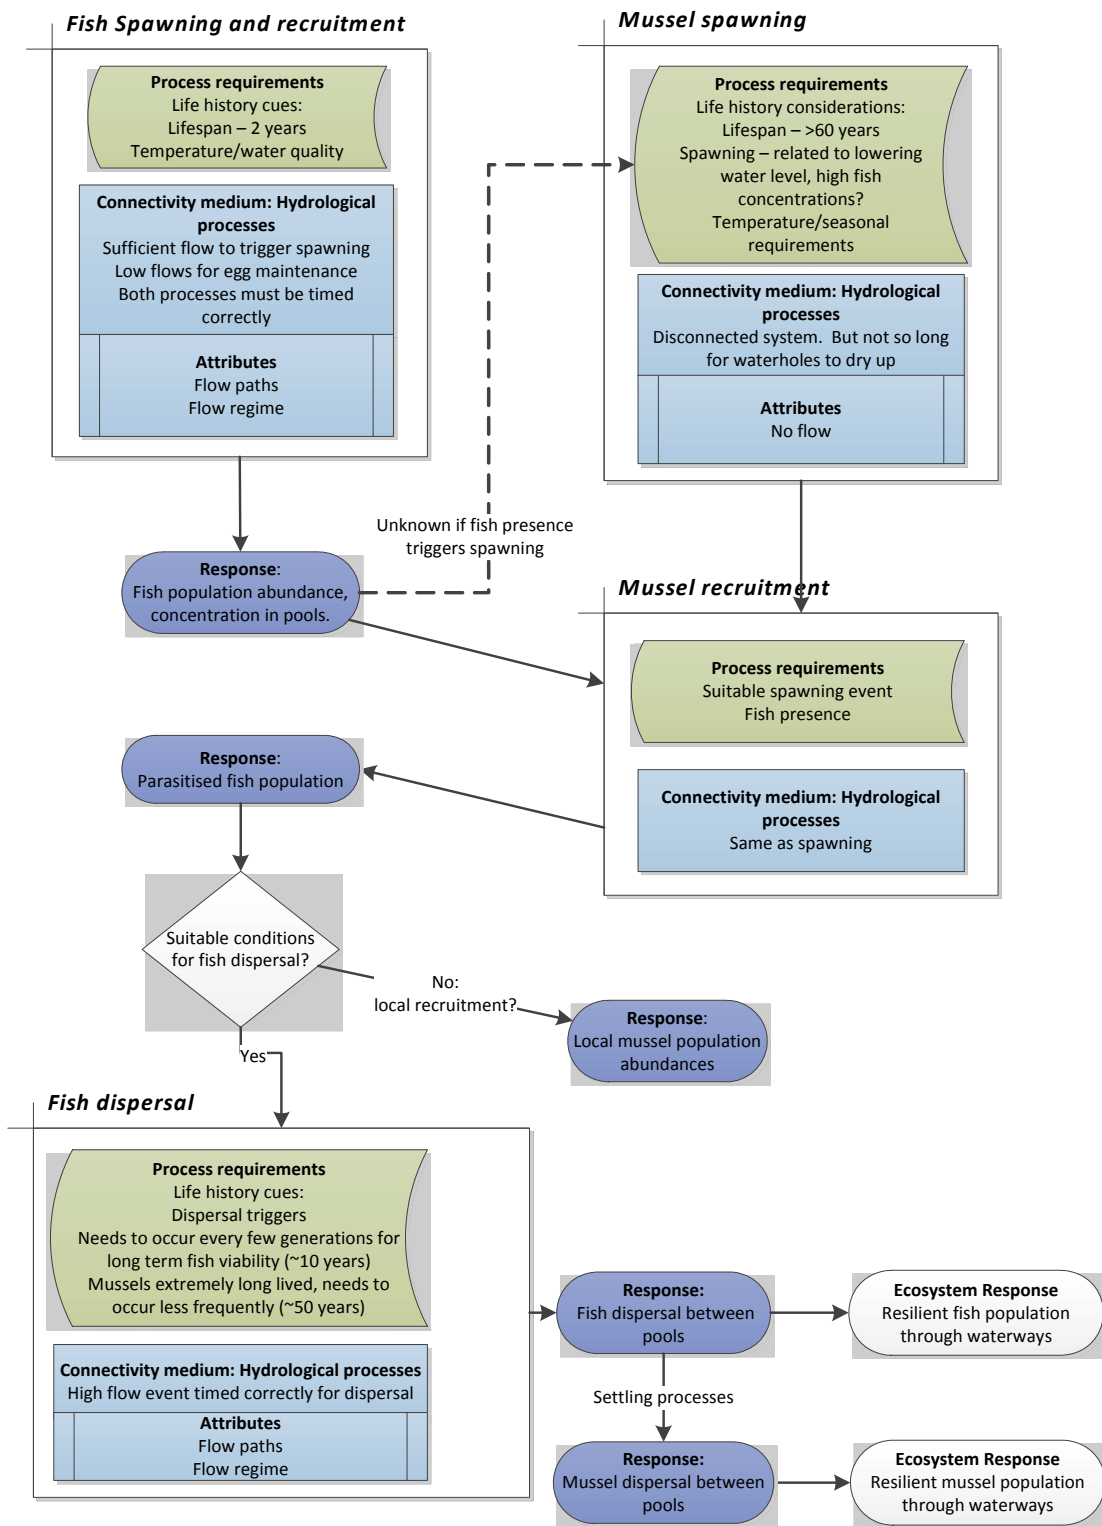 Fish Spawning and recruitment
Process requirements
Life history cues:
Lifespan – 2 years
Temperature/water quality
Connectivity medium: Hydrological
processes
Sufficient flow to trigger spawning
Low flows for egg maintenance
Both processes must be timed
correctly
Attributes
Flow paths
Flow regime
Mussel spawning
Process requirements
Life history considerations:
Lifespan – >60 years
Spawning – related to lowering
water level, high fish
concentrations?
Temperature/seasonal
requirements
Connectivity medium: Hydrological
processes
Disconnected system.  But not so long
for waterholes to dry up
Attributes
No flow
Unknown if fish presence
triggers spawning
Response:
Fish population abundance,
concentration in pools.
Mussel recruitment
Process requirements
Suitable spawning event
Fish presence
Connectivity medium: Hydrological
processes
Same as spawning
Response:
Parasitised fish population
Suitable conditions
for fish dispersal?
No:
local recruitment?
Response:
Local mussel population
abundances
Yes
Fish dispersal
Process requirements
Life history cues:
Dispersal triggers
Needs to occur every few generations for
long term fish viability (~10 years)
Mussels extremely long lived, needs to
occur less frequently (~50 years)
Connectivity medium: Hydrological processes
High flow event timed correctly for dispersal
Attributes
Flow paths
Flow regime
Response:
Fish dispersal between
pools
Ecosystem Response
Resilient fish population
through waterways
Settling processes
Response:
Mussel dispersal between
pools
Ecosystem Response
Resilient mussel population
through waterways